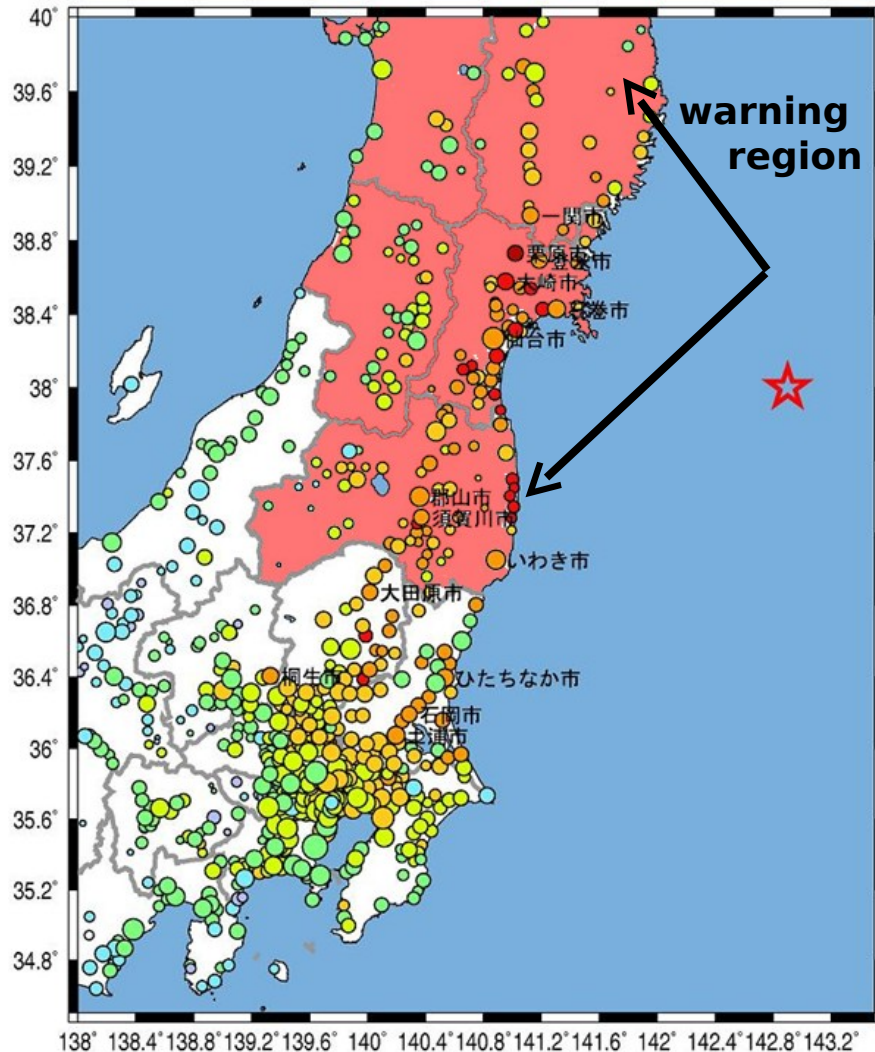 40°
39.6°
warning
region
39.2°
一関市
38.8°
栗原市
登米市
大崎市
38.4°
石巻市
仙台市
38°
37.6°
郡山市
須賀川市
37.2°
いわき市
36.8°
大田原市
36.4°
桐生市
ひたちなか市
石岡市
36°
土浦市
35.6°
35.2°
34.8°
138° 138.4° 138.8° 139.2° 139.6° 140° 140.4° 140.8° 141.2° 141.6° 142° 142.4° 142.8° 143.2°